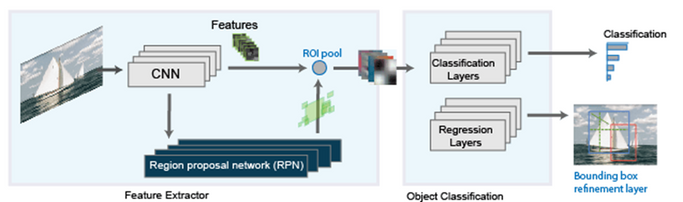 Features
ROI pool
CNN
Region proposal network (RPN)
Feature Extractor
Classification
Layers
Regression
Layers
Object Classification
Classification
Bounding box
refinement layer